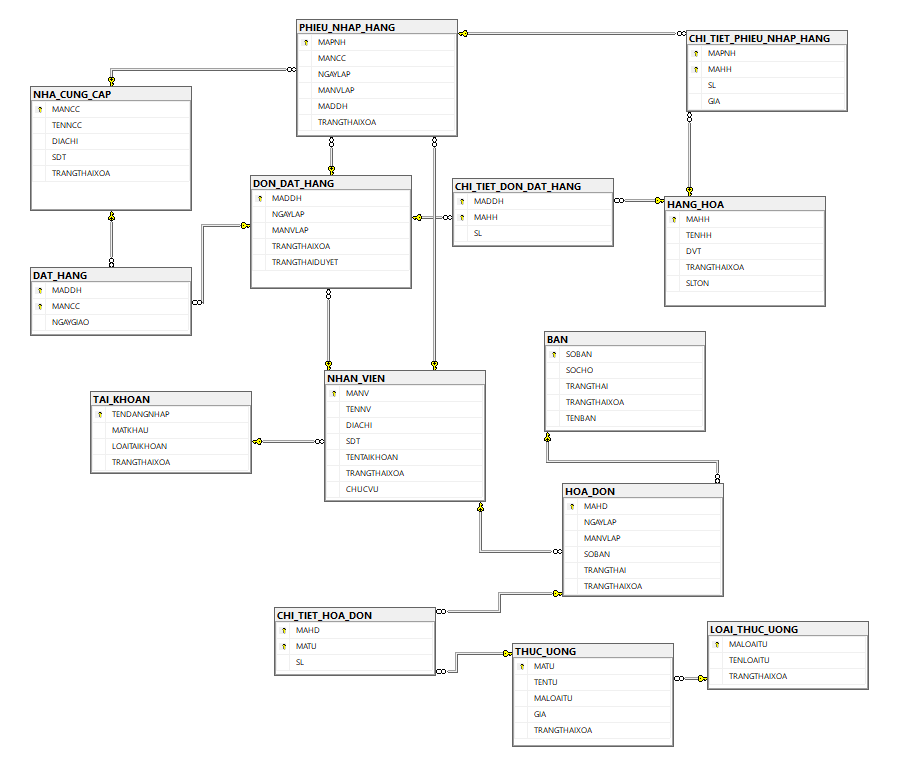 PHIEU_NHAP_HANG
MAPNH
MANCC
NGAYLAP
MANVLAP
MADDH
TRANGTHAIXOA
CHI_TIET_PHIEU_NHAP_HANG
MAPNH
MAHH
SL
GIA
NHA_CUNG_CAP
MANCC
TENNCC
DIACHI
SDT
TRANGTHAIXOA
DON_DAT_HANG
MADDH
NGAYLAP
MANVLAP
TRANGTHAIXOA
TRANGTHAIDUYET
CHI_TIET_DON_DAT_HANG
MADDH
MAHH
SL
HANG_HOA
MAHH
TENHH
DVT
TRANGTHAIXOA
SLTON
DAT_HANG
MADDH
MANCC
NGAYGIAO
BAN
SOBAN
SOCHO
TRANGTHAI
TRANGTHAIXOA
TENBAN
NHAN_VIEN
MANV
TENNV
DIACHI
SDT
TENTAIKHOAN
TRANGTHAIXOA
CHUCVU
TAI_KHOAN
TENDANGNHAP
MATKHAU
LOAITAIKHOAN
TRANGTHAIXOA
HOA_DON
MAHD
NGAYLAP
MANVLAP
SOBAN
TRANGTHAI
TRANGTHAIXOA
CHI_TIET_HOA_DON
MAHD
MATU
SL
THUC_UONG
MATU
TENTU
MALOAITU
GIA
TRANGTHAIXOA
LOAI_THUC_UONG
MALOAITU
TENLOAITU
TRANGTHAIXOA